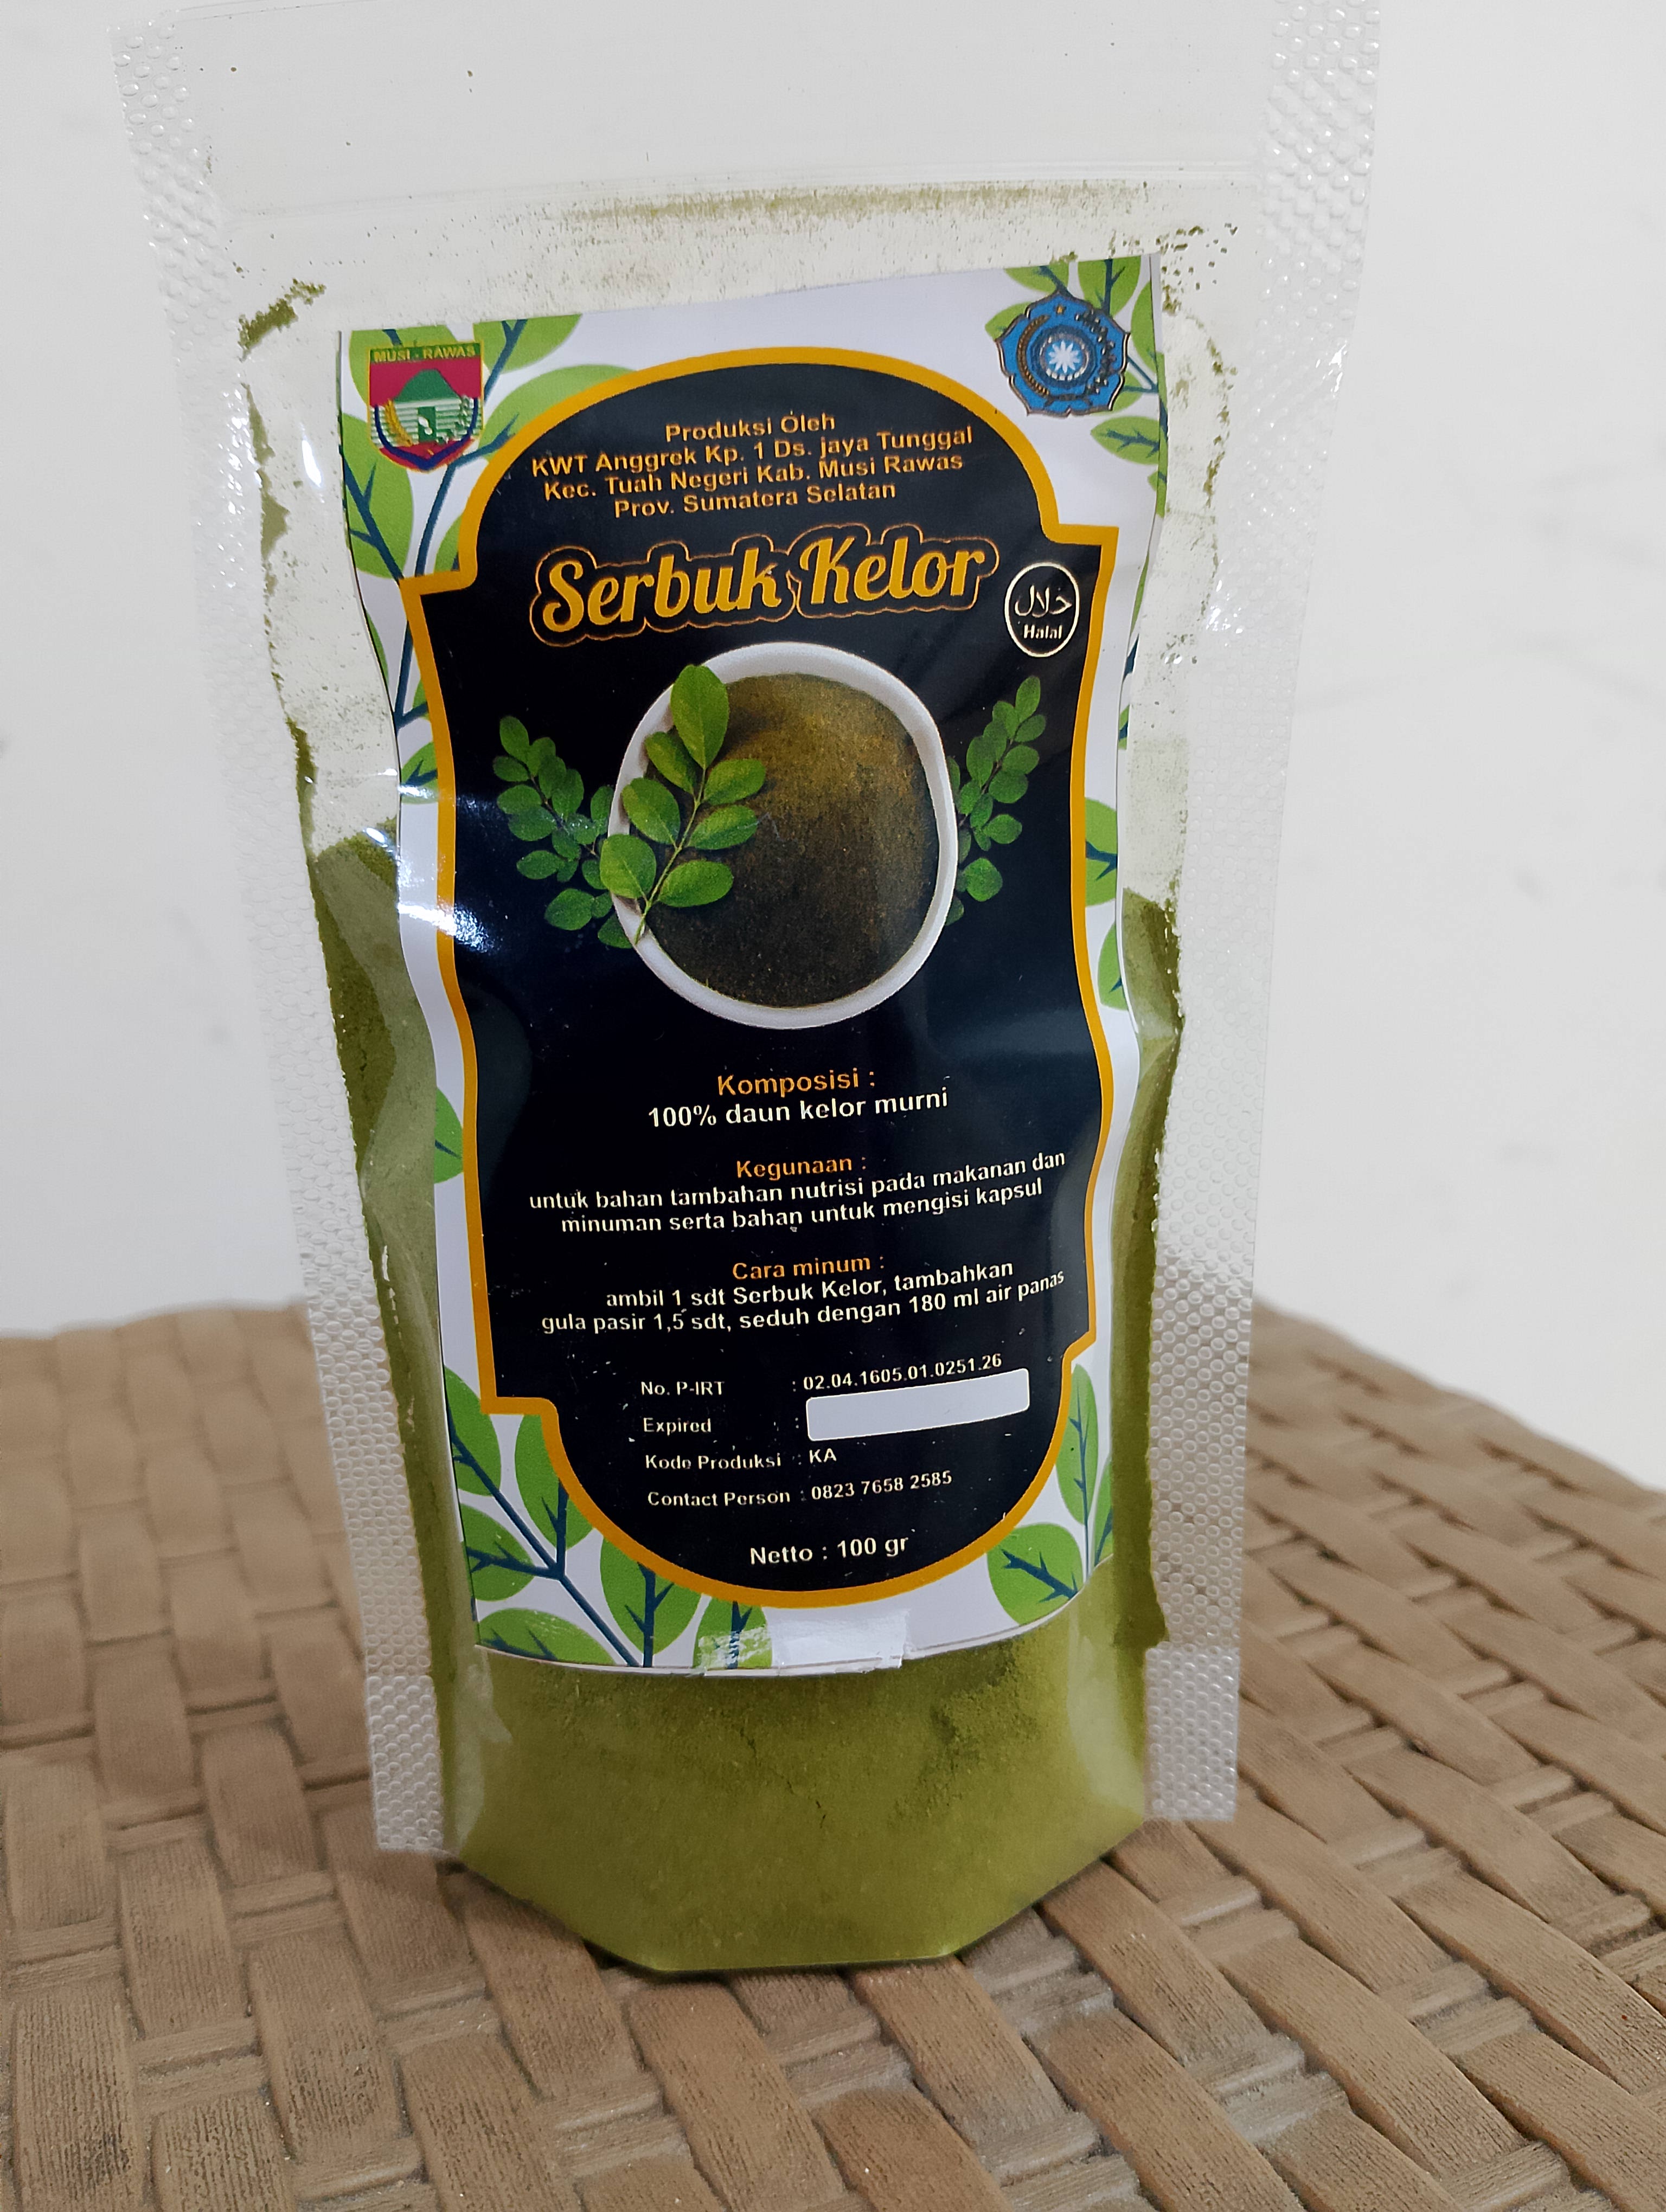 MUSI - RAWAS
Produksi Oleh
KWT Anggrek Kp. 1 Ds. jaya Tunggal
Kec. Tuah Negeri Kab. Musi Rawas
Prov. Sumatera Selatan
Serbuk Kelor
حلال
Halal
Komposisi :
100% daun kelor murni
Kegunaan :
untuk bahan tambahan nutrisi pada makanan dan
minuman serta bahan untuk mengisi kapsul
Cara minum :
ambil 1 sdt Serbuk Kelor, tambahkan
gula pasir 1,5 sdt, seduh dengan 180 ml air panas
No. P-IRT : 02.04.1605.01.0251.26
Expired :
Kode Produksi : KA
Contact Person : 0823 7658 2585
Netto : 100 gr